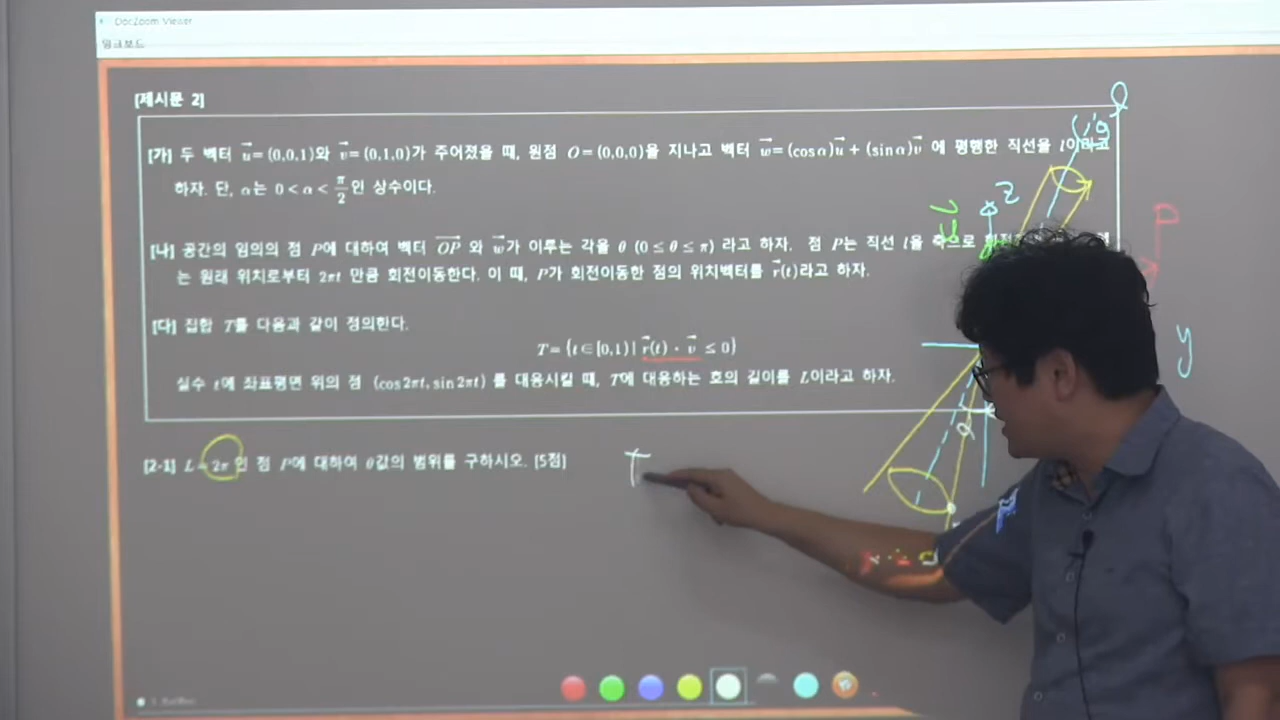 DocZoom Viewer
잉크보드
[제시문 2]
[가] 두 벡터 u⃗=(0,0,1)와 v⃗=(0,1,0)가 주어졌을 때, 원점 O=(0,0,0)을 지나고 벡터 w⃗=(cosα)u⃗+(sinα)v⃗ 에 평행한 직선을 l이라고
하자. 단, α는 0<α<π/2인 상수이다.
[나] 공간의 임의의 점 P에 대하여 벡터 OP⃗ 와 w⃗가 이루는 각을 θ (0≤θ≤π) 라고 하자. 점 P는 직선 l을 축으로
는 원래 위치로부터 2πt 만큼 회전이동한다. 이 때, P가 회전이동한 점의 위치벡터를 r⃗(t)라고 하자.
[다] 집합 T를 다음과 같이 정의한다.
T={t∈[0,1)| r⃗(t)·v⃗ ≤0}
실수 t에 좌표평면 위의 점 (cos2πt, sin2πt) 를 대응시킬 때, T에 대응하는 호의 길이를 L이라고 하자.
[2-1] L=2π인 점 P에 대하여 θ값의 범위를 구하시오. [5점]
T
l
z
P
y
α